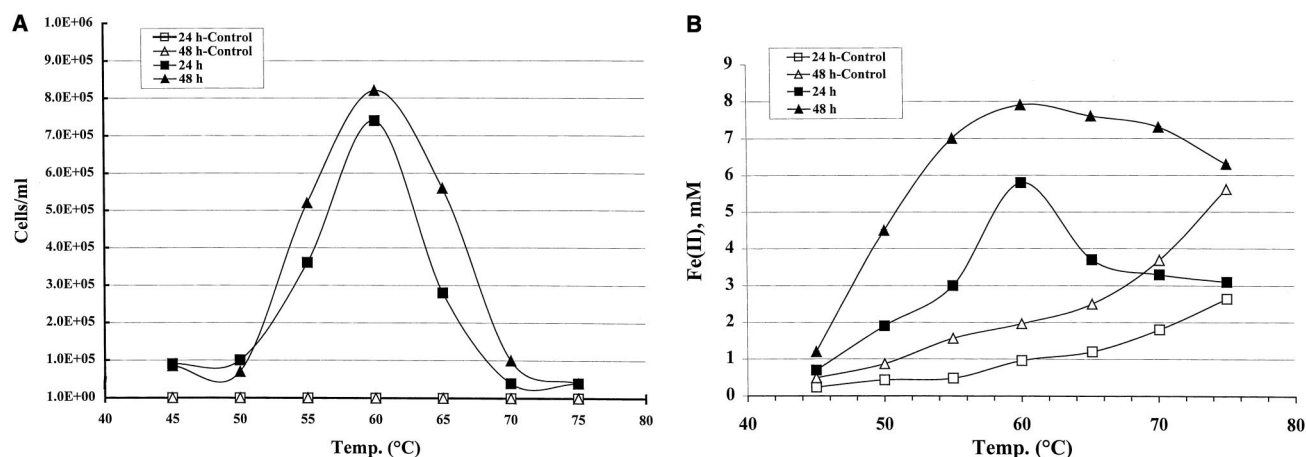 A
24 h-Control
48 h-Control
24 h
48 h
1.0E+06
9.0E+05
8.0E+05
7.0E+05
6.0E+05
5.0E+05
4.0E+05
3.0E+05
2.0E+05
1.0E+05
1.0E+00
Cells/ml
40 45 50 55 60 65 70 75 80
Temp. (°C)
B
24 h-Control
48 h-Control
24 h
48 h
9
8
7
6
5
4
3
2
1
0
Fe(II), mM
40 50 60 70 80
Temp. (°C)